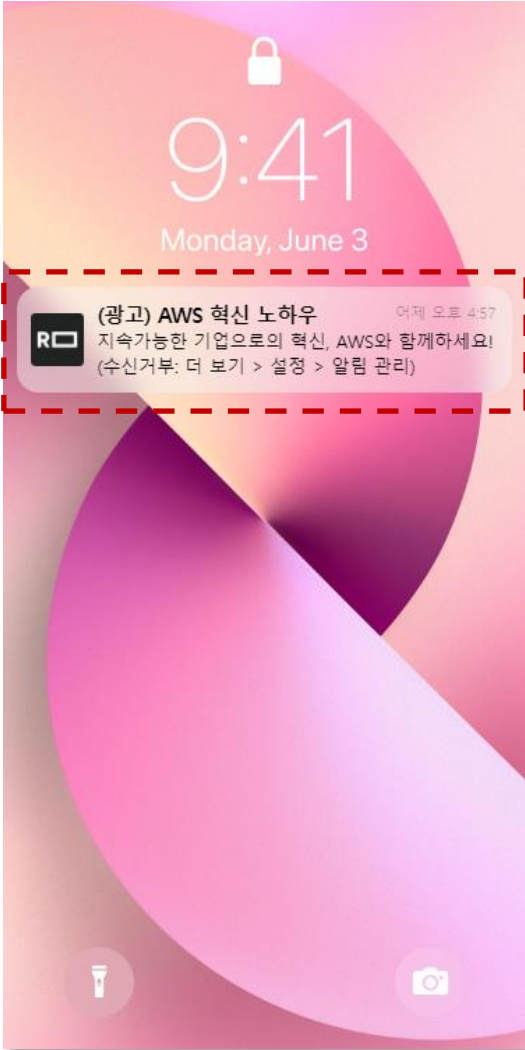 9:41
Monday, June 3
(광고) AWS 혁신 노하우
어제 오후 4:57
R
지속가능한 기업으로의 혁신, AWS와 함께하세요!
(수신거부: 더 보기 > 설정 > 알림 관리)